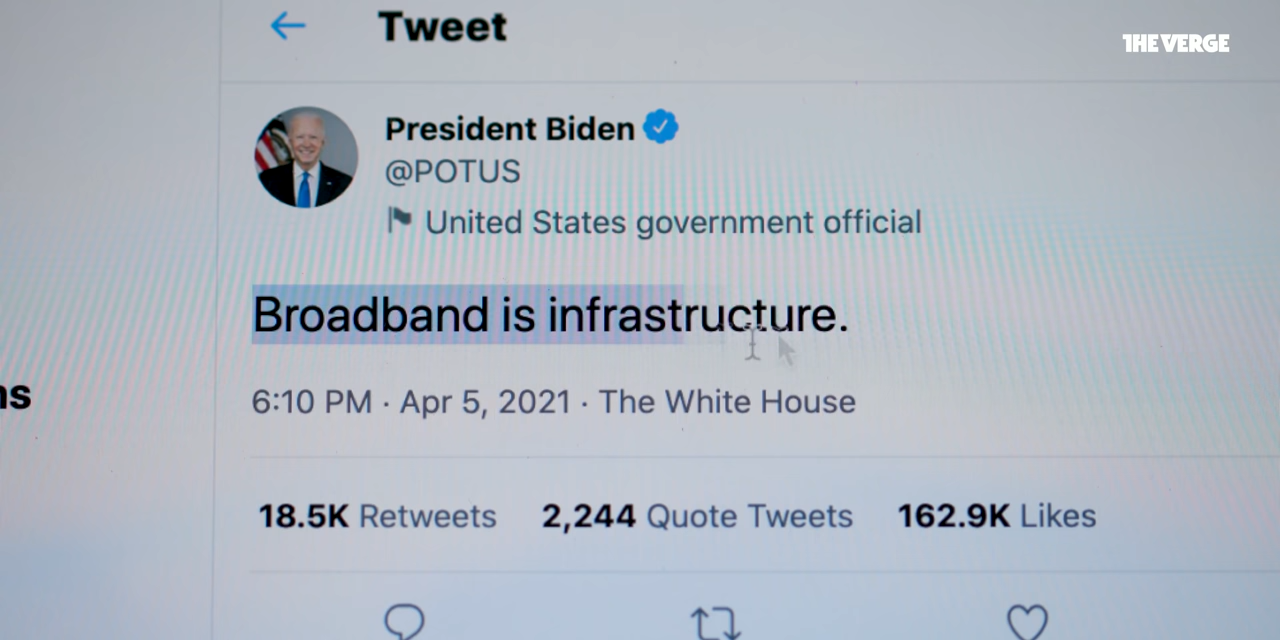 Tweet
THE VERGE
President Biden
@POTUS
United States government official
Broadband is infrastructure.
6:10 PM · Apr 5, 2021 · The White House
ns
18.5K Retweets 2,244 Quote Tweets 162.9K Likes